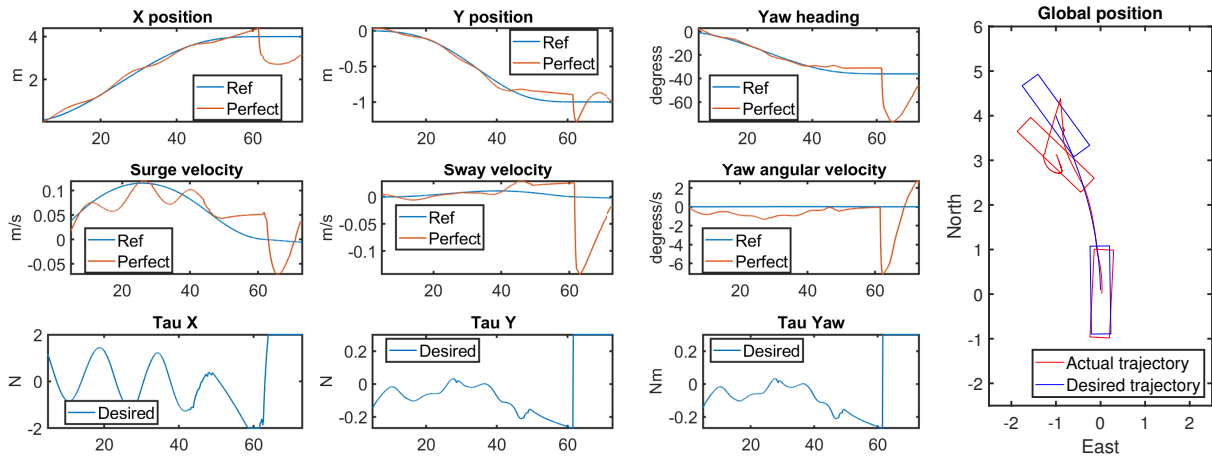 X position
m
4
2
20
40
60
Ref
Perfect
Y position
m
0
-0.5
-1
20
40
60
Ref
Perfect
Yaw heading
degress
0
-20
-40
-60
20
40
60
Ref
Perfect
Surge velocity
m/s
0.1
0.05
0
-0.05
20
40
60
Ref
Perfect
Sway velocity
m/s
0
-0.05
-0.1
20
40
60
Ref
Perfect
Yaw angular velocity
degress/s
2
0
-2
-4
-6
20
40
60
Ref
Perfect
Tau X
N
2
0
-2
20
40
60
Desired
Tau Y
N
0.2
0
-0.2
20
40
60
Desired
Tau Yaw
Nm
0.2
0
-0.2
20
40
60
Desired
Global position
North
6
5
4
3
2
1
0
-1
-2
-2
-1
0
1
2
East
Actual trajectory
Desired trajectory